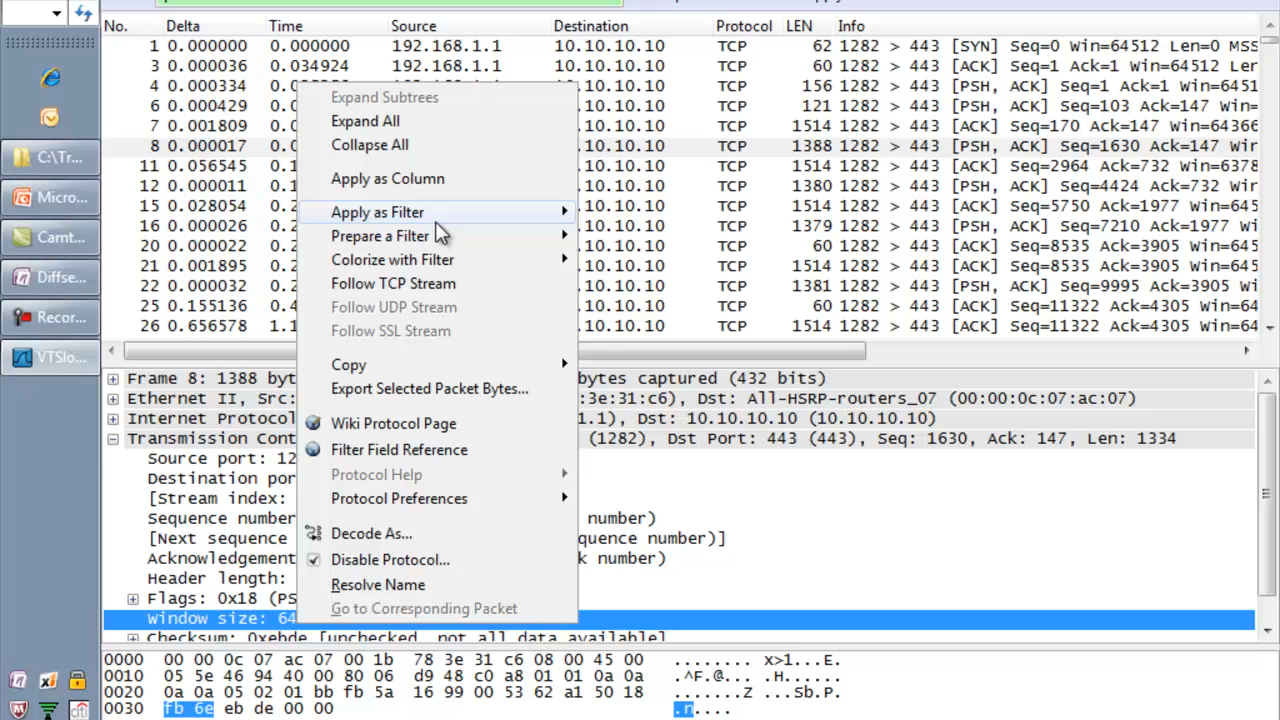 No. Delta Time Source Destination Protocol LEN Info
1 0.000000 0.000000 192.168.1.1 10.10.10.10 TCP 62 1282 > 443 [SYN] Seq=0 Win=64512 Len=0 MSS
3 0.000036 0.034924 192.168.1.1 10.10.10.10 TCP 60 1282 > 443 [ACK] Seq=1 Ack=1 Win=64512 Len
4 0.000334 10.10.10.10 TCP 156 1282 > 443 [PSH, ACK] Seq=1 Ack=1 Win=6451
6 0.000429 10.10.10.10 TCP 121 1282 > 443 [PSH, ACK] Seq=103 Ack=147 Win=
7 0.001809 10.10.10.10 TCP 1514 1282 > 443 [ACK] Seq=170 Ack=147 Win=64366
8 0.000017 10.10.10.10 TCP 1388 1282 > 443 [PSH, ACK] Seq=1630 Ack=147 Win
11 0.056545 10.10.10.10 TCP 1514 1282 > 443 [ACK] Seq=2964 Ack=732 Win=6378
12 0.000011 10.10.10.10 TCP 1380 1282 > 443 [PSH, ACK] Seq=4424 Ack=732 Win
15 0.028054 10.10.10.10 TCP 1514 1282 > 443 [ACK] Seq=5750 Ack=1977 Win=645
16 0.000015 10.10.10.10 TCP 1379 1282 > 443 [PSH, ACK] Seq=7210 Ack=1977 Wi
20 0.000022 10.10.10.10 TCP 60 1282 > 443 [ACK] Seq=8535 Ack=3905 Win=645
21 0.001895 10.10.10.10 TCP 1514 1282 > 443 [ACK] Seq=8535 Ack=3905 Win=645
22 0.000032 10.10.10.10 TCP 1381 1282 > 443 [PSH, ACK] Seq=9995 Ack=3905 Wi
25 0.155136 10.10.10.10 TCP 60 1282 > 443 [ACK] Seq=11322 Ack=4305 Win=64
26 0.656578 1.1 10.10.10.10 TCP 1514 1282 > 443 [ACK] Seq=11322 Ack=4305 Win=64
C:\Tr...
Micro...
Camt...
Diffse...
Recor...
VTSlo...
Expand Subtrees
Expand All
Collapse All
Apply as Column
Apply as Filter
Prepare a Filter
Colorize with Filter
Follow TCP Stream
Follow UDP Stream
Follow SSL Stream
Copy
Export Selected Packet Bytes...
Wiki Protocol Page
Filter Field Reference
Protocol Help
Protocol Preferences
Decode As...
Disable Protocol...
Resolve Name
Go to Corresponding Packet
Frame 8: 1388 byt bytes captured (432 bits)
Ethernet II, Src: :3e:31:c6), Dst: All-HSRP-routers_07 (00:00:0c:07:ac:07)
Internet Protocol 1.1), Dst: 10.10.10.10 (10.10.10.10)
Transmission Cont (1282), Dst Port: 443 (443), Seq: 1630, Ack: 147, Len: 1334
Source port: 12
Destination por
[Stream index:
Sequence number number)
[Next sequence equence number)]
Acknowledgement k number)
Header length:
Flags: 0x18 (PS
Window size: 64
Checksum: 0xebde [unchecked, not all data available]
0000 00 00 0c 07 ac 07 00 1b 78 3e 31 c6 08 00 45 00 ........ x>1...E.
0010 05 5e 46 94 40 00 80 06 d9 48 c0 a8 01 01 0a 0a .^F.@... .H......
0020 0a 0a 05 02 01 bb fb 5a 16 99 00 53 62 a1 50 18 .......Z ...Sb.P.
0030 fb 6e eb de 00 00 .n....